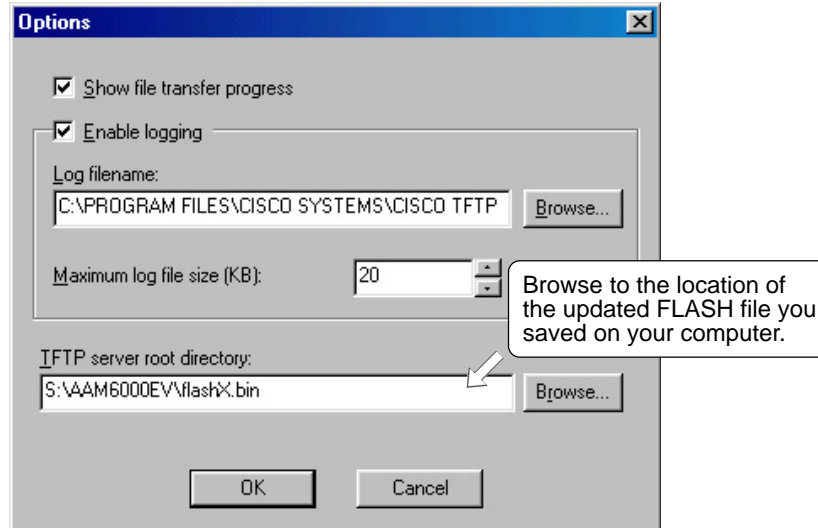 Options
Show file transfer progress
Enable logging
Log filename:
C:\PROGRAM FILES\CISCO SYSTEMS\CISCO TFTP
Browse...
Maximum log file size (KB):
20
Browse to the location of
the updated FLASH file you
saved on your computer.
TFTP server root directory:
S:\AAM6000EV\flashX.bin
Browse...
OK
Cancel